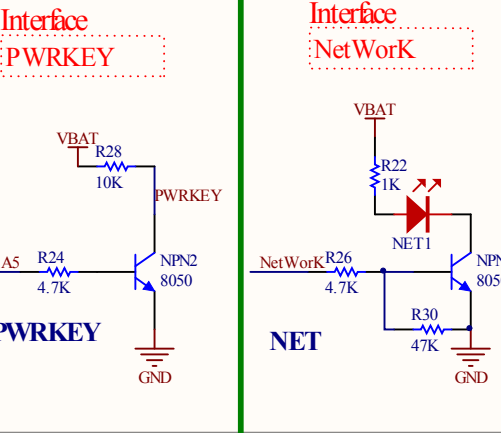 Interface
PWRKEY
VBAT
R28
10K
PWRKEY
A5
R24
4.7K
NPN2
8050
PWRKEY
GND
Interface
NetWorK
VBAT
R22
1K
NET1
NetWorK
R26
4.7K
R30
47K
NET
GND